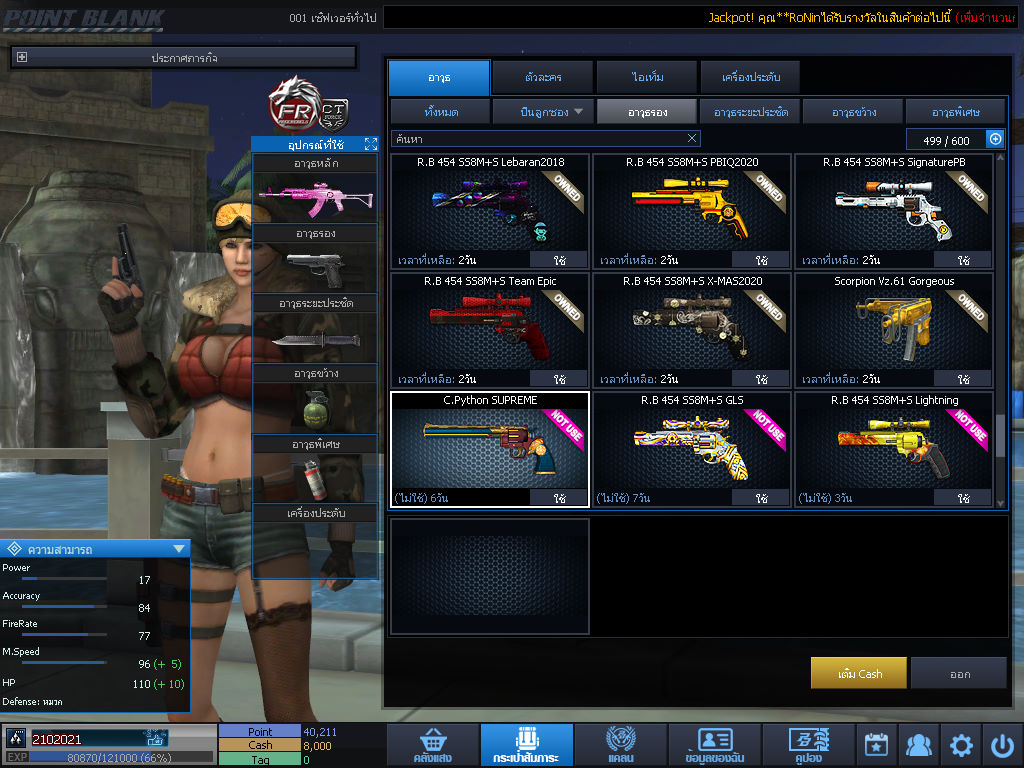 POINT BLANK
001 เซิฟเวอร์ทั่วไป
Jackpot! คุณ**RoNinได้รับรางวัลในสินค้าต่อไปนี้ (เพิ่มจำนวน
ประกาศภารกิจ
FR
CT
FORCE
อุปกรณ์ที่ใช้
อาวุธหลัก
อาวุธรอง
อาวุธระยะประชิด
อาวุธขว้าง
อาวุธพิเศษ
เครื่องประดับ
อาวุธ
ตัวละคร
ไอเท็ม
เครื่องประดับ
ทั้งหมด
ปืนลูกซอง
อาวุธรอง
อาวุธระยะประชิด
อาวุธขว้าง
อาวุธพิเศษ
ค้นหา
499 / 600
R.B 454 SS8M+S Lebaran2018
OWNED
เวลาที่เหลือ: 2วัน
ใช้
R.B 454 SS8M+S PBIQ2020
OWNED
เวลาที่เหลือ: 2วัน
ใช้
R.B 454 SS8M+S SignaturePB
OWNED
เวลาที่เหลือ: 2วัน
ใช้
R.B 454 SS8M+S Team Epic
OWNED
เวลาที่เหลือ: 2วัน
ใช้
R.B 454 SS8M+S X-MAS2020
OWNED
เวลาที่เหลือ: 2วัน
ใช้
Scorpion Vz.61 Gorgeous
OWNED
เวลาที่เหลือ: 2วัน
ใช้
C.Python SUPREME
NOT USE
(ไม่ใช้) 6วัน
ใช้
R.B 454 SS8M+S GLS
NOT USE
(ไม่ใช้) 7วัน
ใช้
R.B 454 SS8M+S Lightning
NOT USE
(ไม่ใช้) 3วัน
ใช้
เติม Cash
ออก
ความสามารถ
Power
17
Accuracy
84
FireRate
77
M.Speed
96 (+ 5)
HP
110 (+ 10)
Defense: หมวก
2102021
EXP 80870/121000 (66%)
Point 40,211
Cash 8,000
Tag 0
คลังแสง
กระเป๋าสัมภาระ
แคลน
ข้อมูลของฉัน
คูปอง